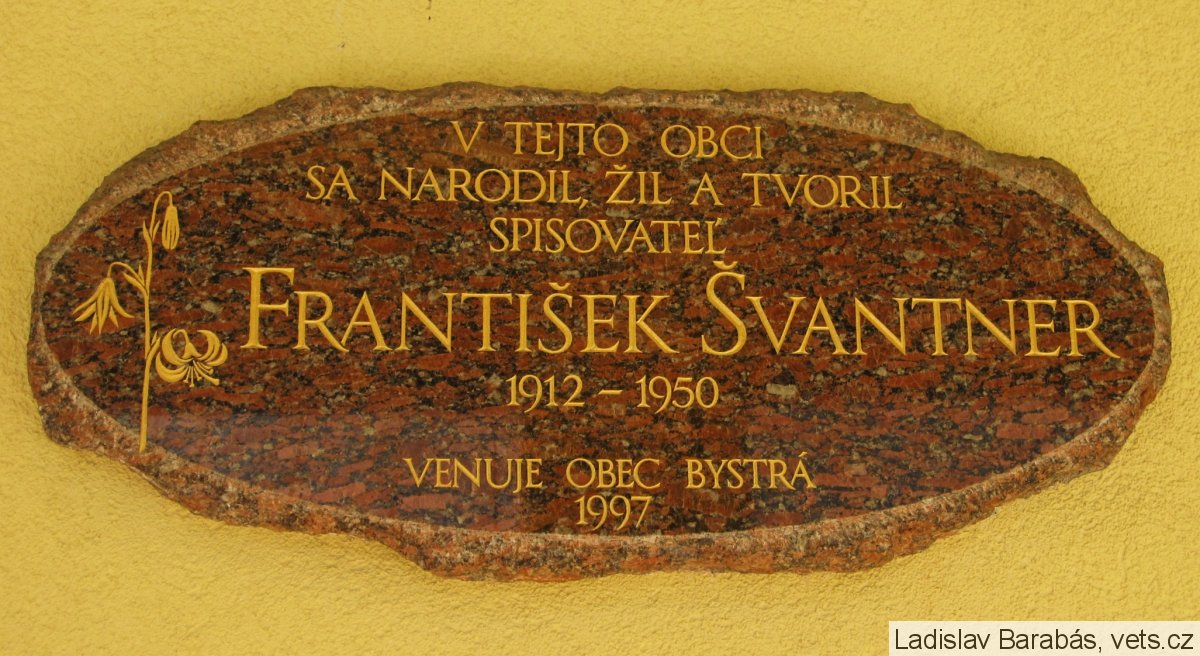 V TEJTO OBCI
SA NARODIL, ŽIL A TVORIL
SPISOVATEĽ
FRANTIŠEK ŠVANTNER
1912 – 1950
VENUJE OBEC BYSTRÁ
1997
Ladislav Barabás, vets.cz